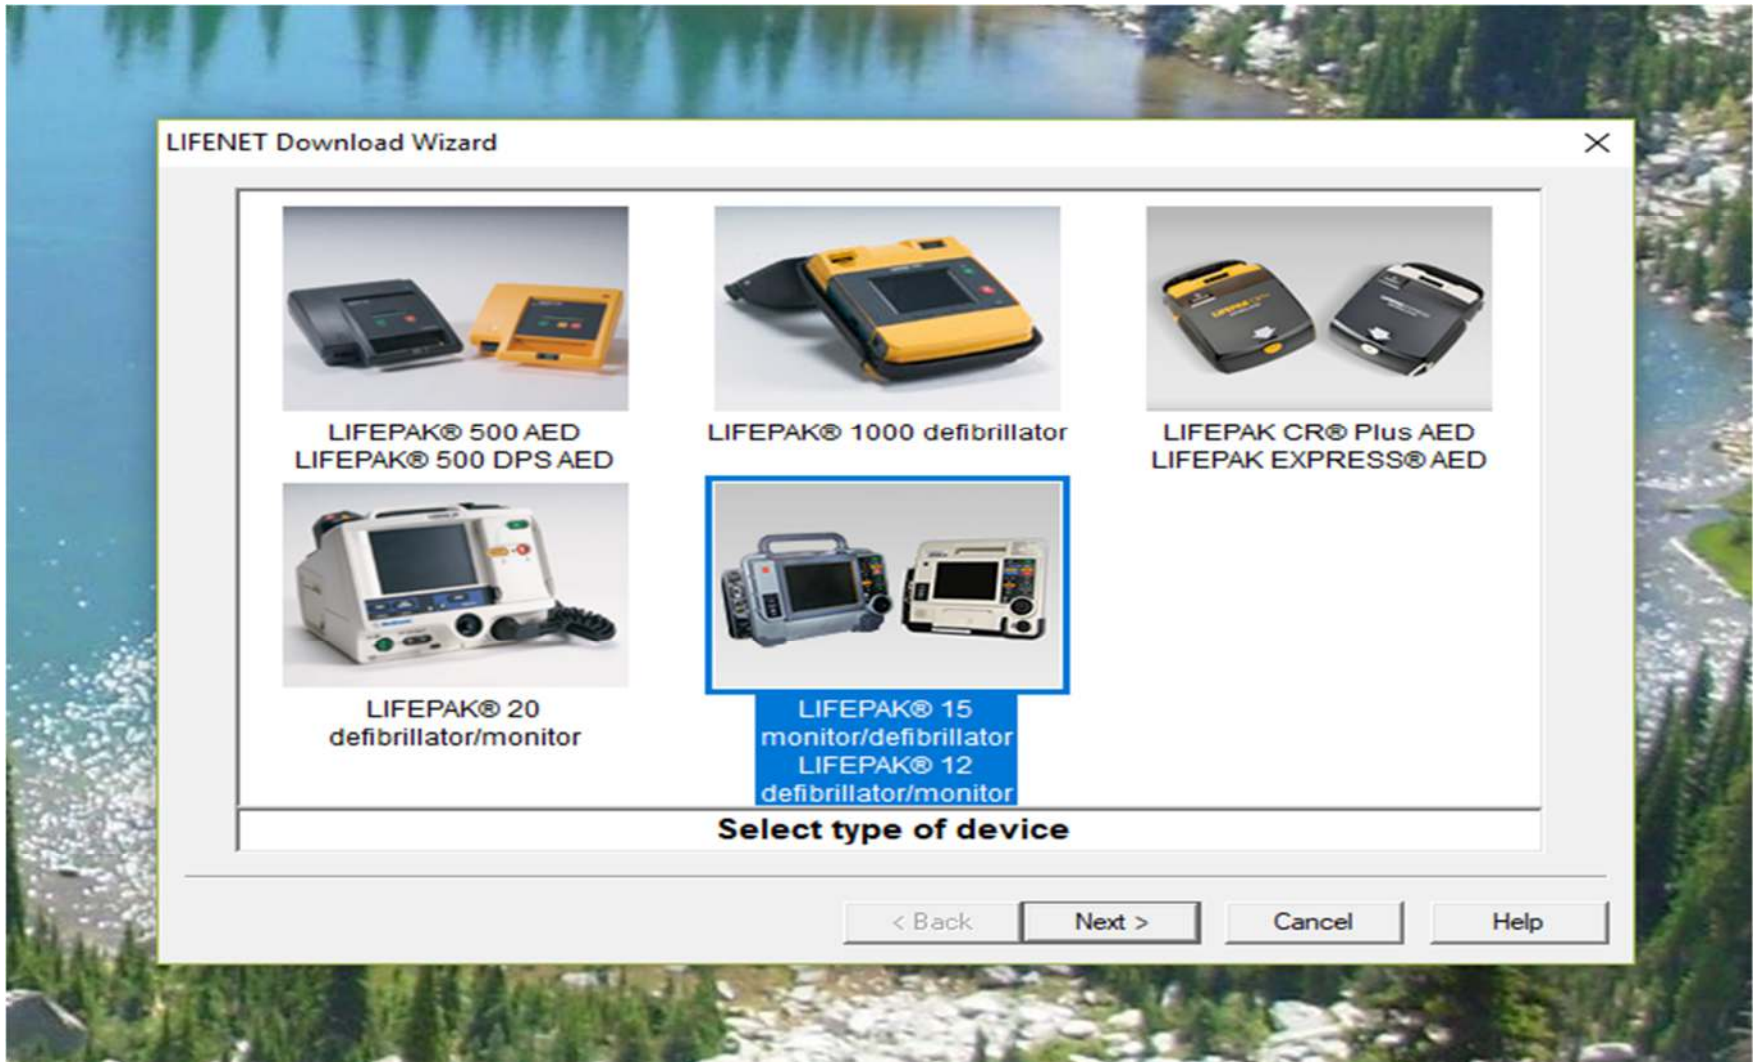 LIFENET Download Wizard
LIFEPAK® 500 AED
LIFEPAK® 500 DPS AED
LIFEPAK® 1000 defibrillator
LIFEPAK CR® Plus AED
LIFEPAK EXPRESS® AED
LIFEPAK® 20
defibrillator/monitor
LIFEPAK® 15
monitor/defibrillator
LIFEPAK® 12
defibrillator/monitor
Select type of device
< Back
Next >
Cancel
Help